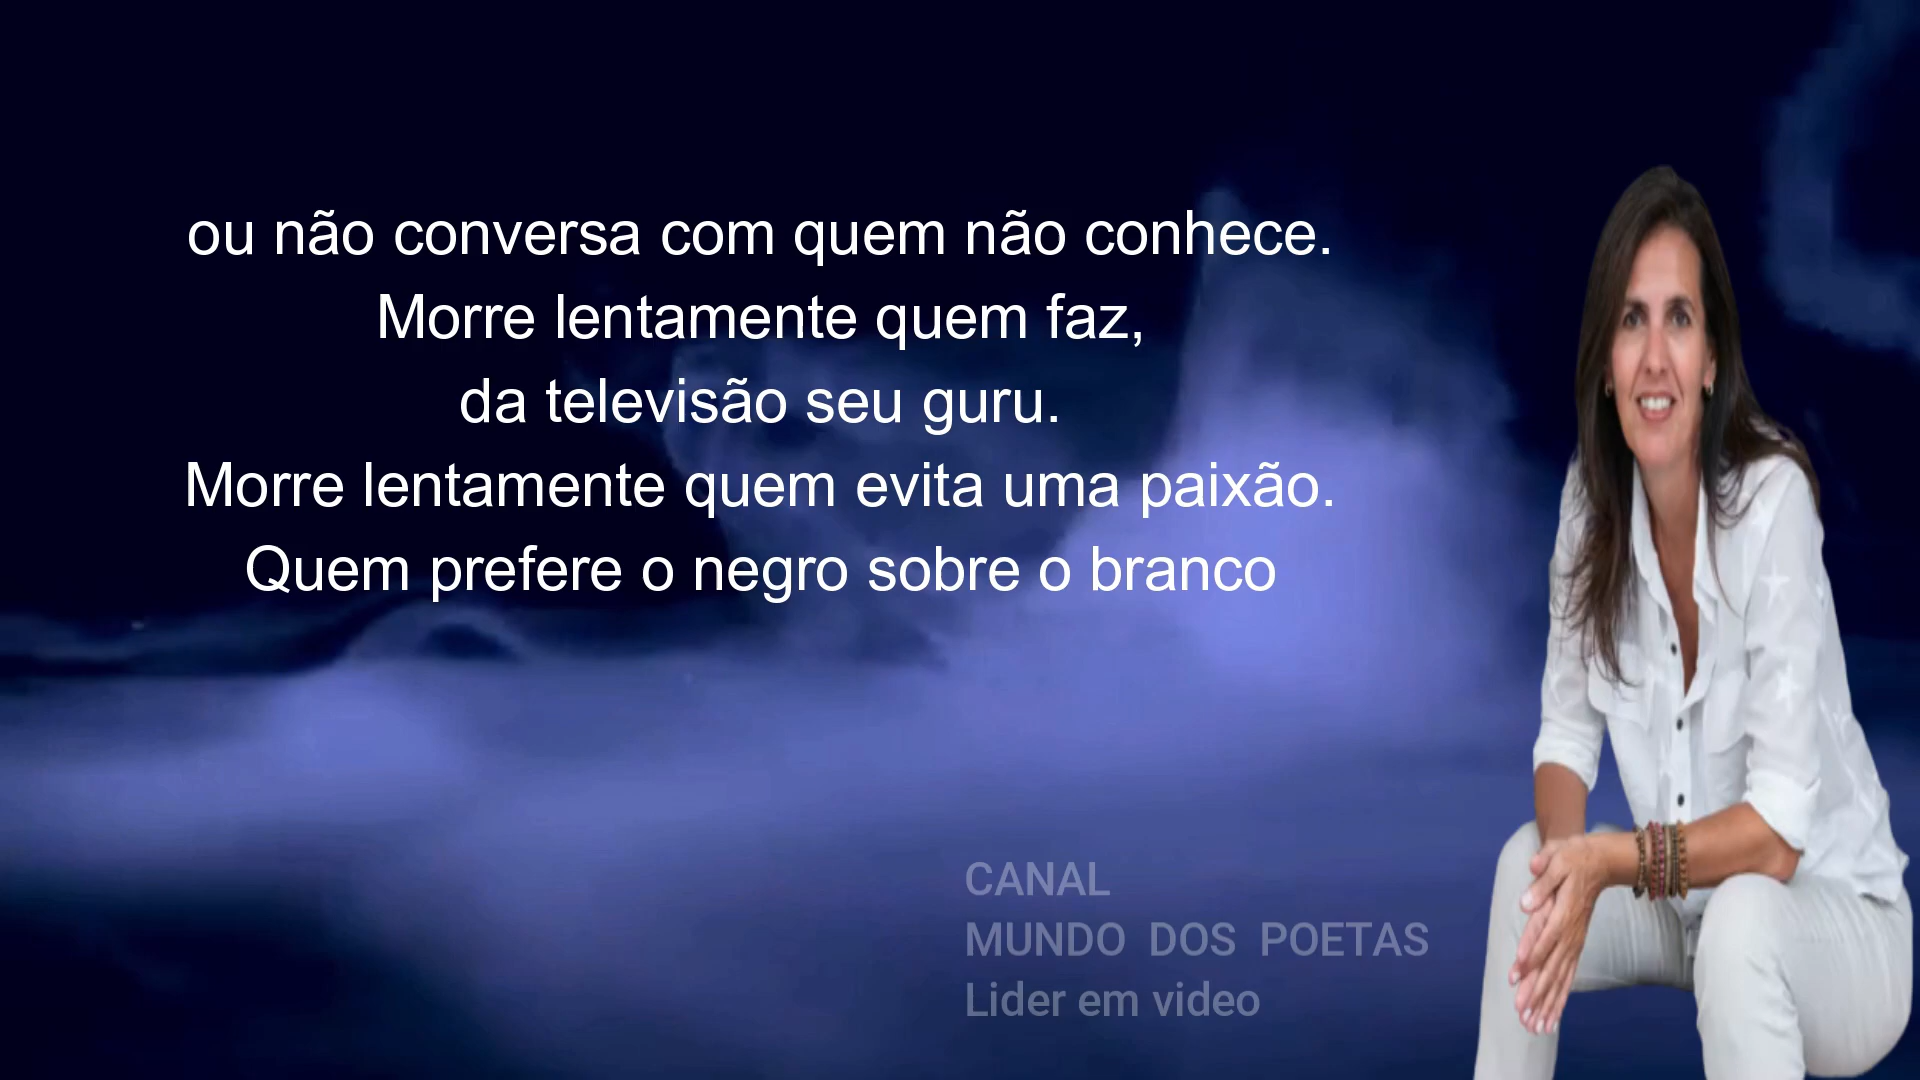 ou não conversa com quem não conhece.
Morre lentamente quem faz,
da televisão seu guru.
Morre lentamente quem evita uma paixão.
Quem prefere o negro sobre o branco
CANAL
MUNDO DOS POETAS
Lider em video